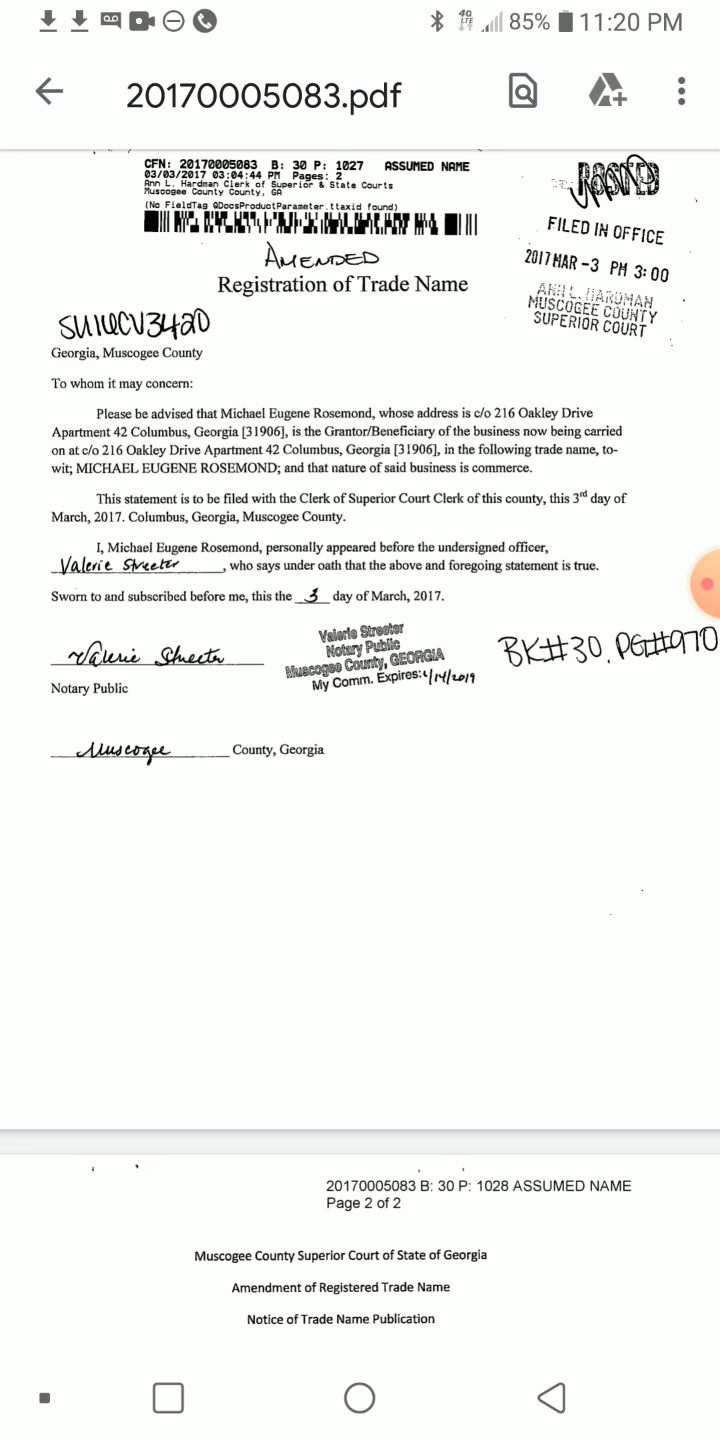 85% 11:20 PM
20170005083.pdf
CFN: 20170005083 B: 30 P: 1027 ASSUMED NAME
03/03/2017 03:04:44 PM Pages: 2
Ann L. Hardman Clerk of Superior & State Courts
Muscogee County County, GA
(No FieldTag @DocsProductParameter.ttaxid found)
POSTED
FILED IN OFFICE
2017 MAR -3 PM 3:00
ANN L. HARDMAN
MUSCOGEE COUNTY
SUPERIOR COURT
AMENDED
Registration of Trade Name
SU16CV3420
Georgia, Muscogee County
To whom it may concern:
Please be advised that Michael Eugene Rosemond, whose address is c/o 216 Oakley Drive
Apartment 42 Columbus, Georgia [31906], is the Grantor/Beneficiary of the business now being carried
on at c/o 216 Oakley Drive Apartment 42 Columbus, Georgia [31906], in the following trade name, to-
wit; MICHAEL EUGENE ROSEMOND; and that nature of said business is commerce.
This statement is to be filed with the Clerk of Superior Court Clerk of this county, this 3rd day of
March, 2017. Columbus, Georgia, Muscogee County.
I, Michael Eugene Rosemond, personally appeared before the undersigned officer,
Valerie Streeter, who says under oath that the above and foregoing statement is true.
Sworn to and subscribed before me, this the 3 day of March, 2017.
Valerie Streeter
Notary Public
Valerie Streeter
Notary Public
Muscogee County, GEORGIA
My Comm. Expires: 4/14/2019
BK#30, PG#970
Muscogee County, Georgia
20170005083 B: 30 P: 1028 ASSUMED NAME
Page 2 of 2
Muscogee County Superior Court of State of Georgia
Amendment of Registered Trade Name
Notice of Trade Name Publication